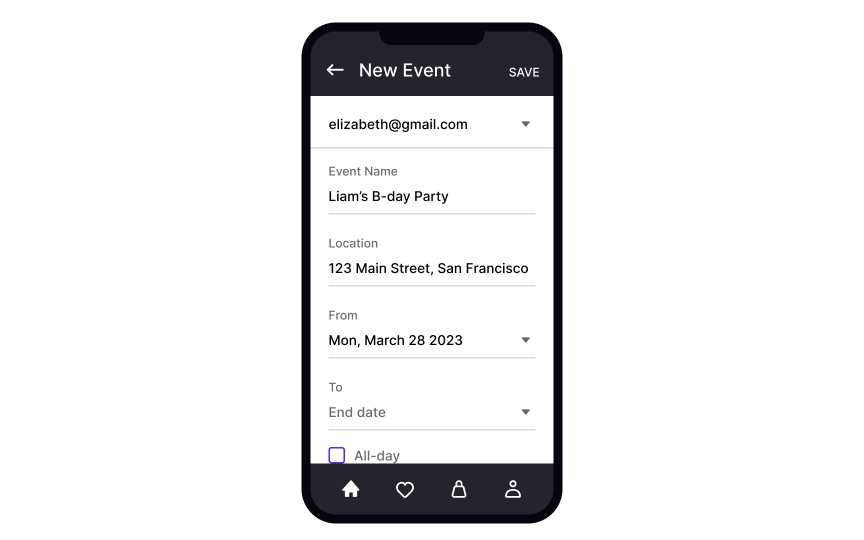 New Event
SAVE
elizabeth@gmail.com
Event Name
Liam’s B-day Party
Location
123 Main Street, San Francisco
From
Mon, March 28 2023
To
End date
All-day